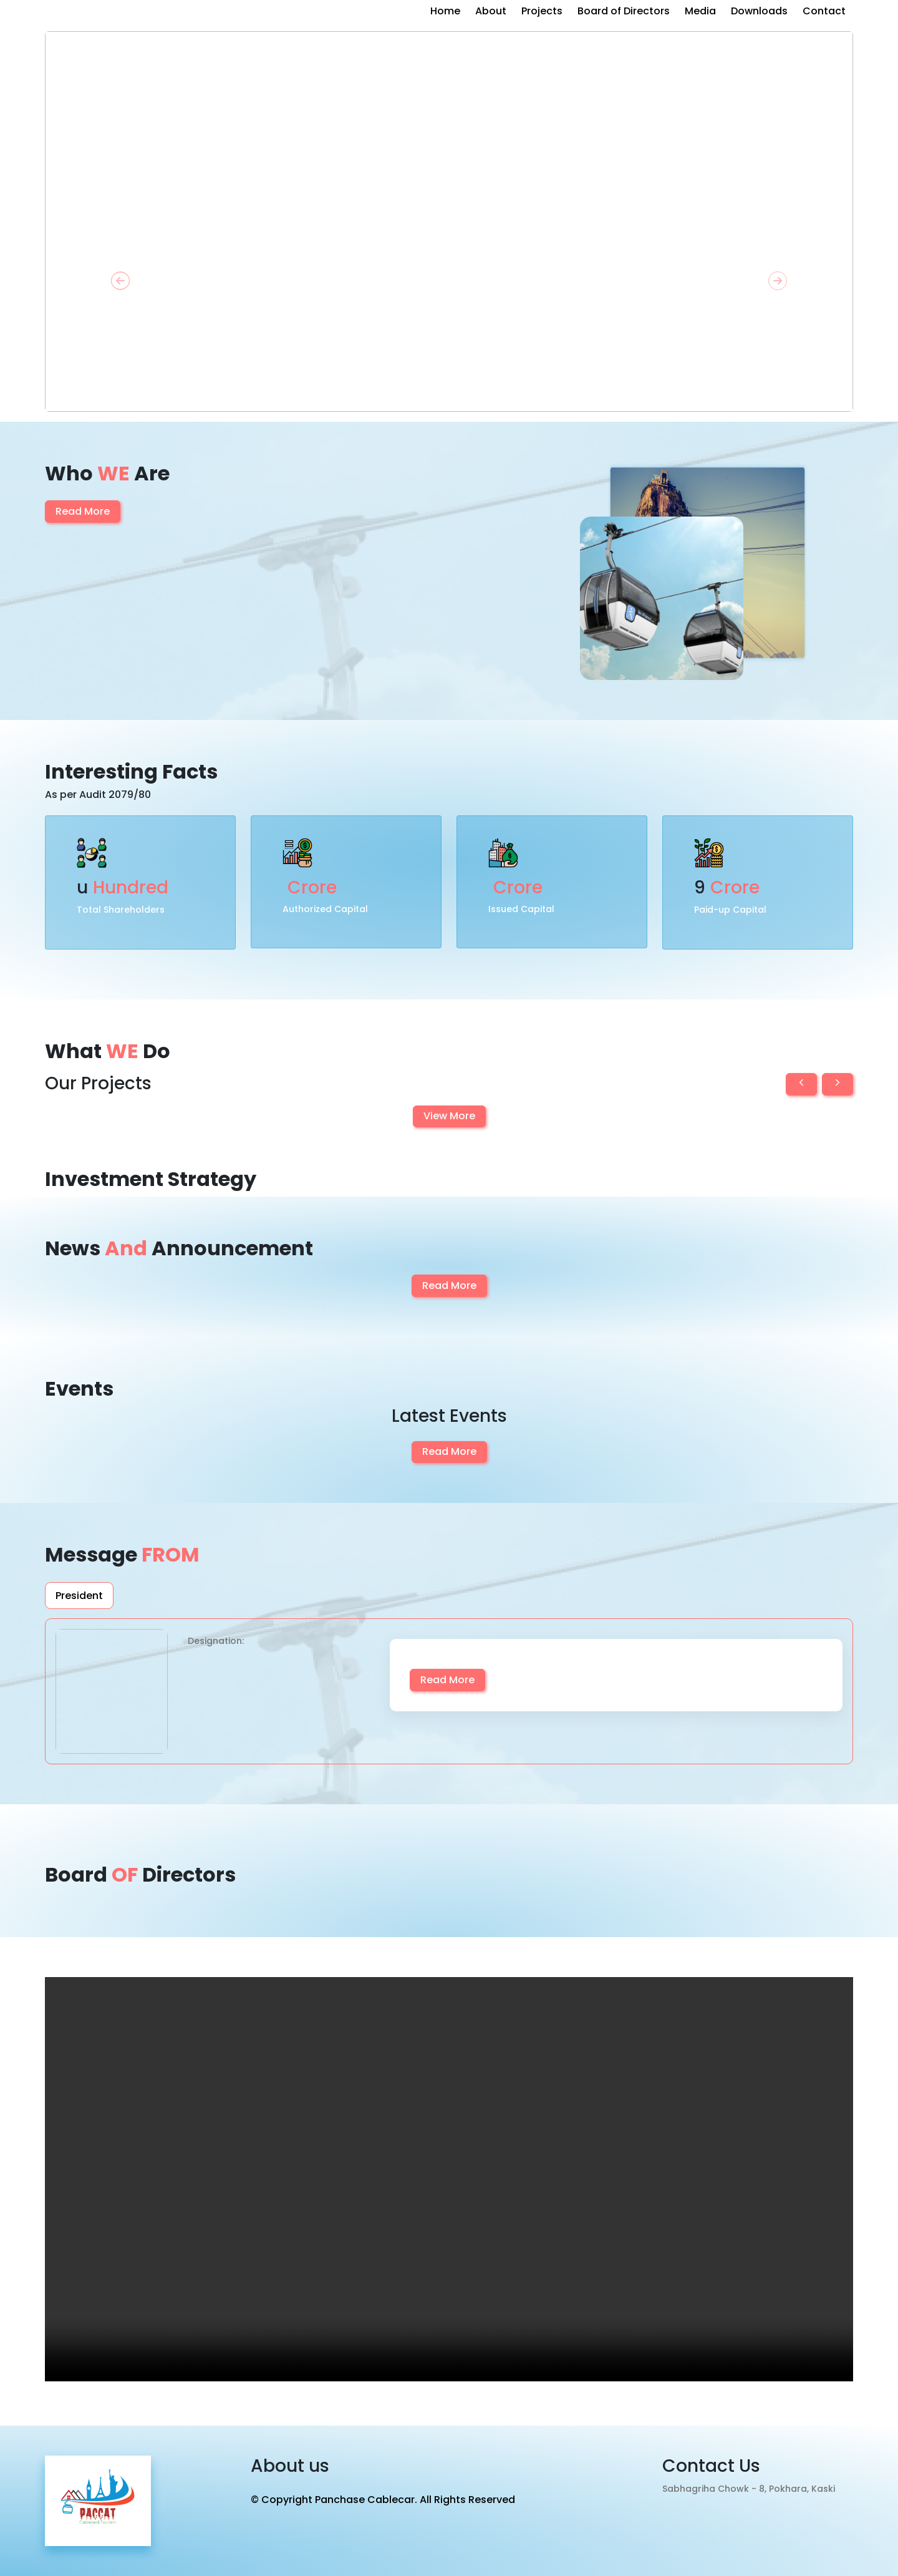 Home About Projects Board of Directors Media Downloads Contact
Who WE Are
Read More
Interesting Facts
As per Audit 2079/80
u Hundred
Total Shareholders
Crore
Authorized Capital
Crore
Issued Capital
9 Crore
Paid-up Capital
What WE Do
Our Projects
View More
Investment Strategy
News And Announcement
Read More
Events
Latest Events
Read More
Message FROM
President
Designation:
Read More
Board OF Directors
PACCAT
About us
© Copyright Panchase Cablecar. All Rights Reserved
Contact Us
Sabhagriha Chowk - 8, Pokhara, Kaski